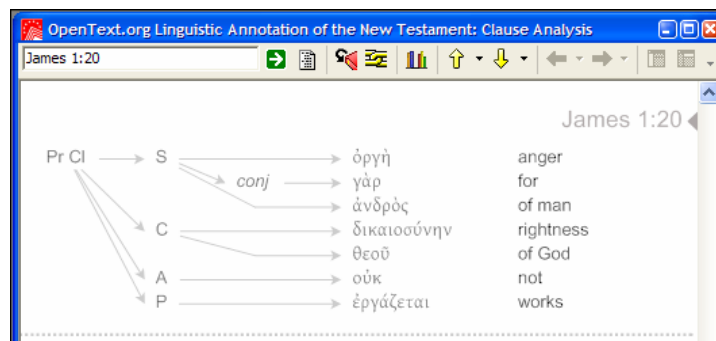 OpenText.org Linguistic Annotation of the New Testament: Clause Analysis
James 1:20
James 1:20
Pr Cl S ὀργὴ anger
conj γὰρ for
ἀνδρὸς of man
C δικαιοσύνην rightness
θεοῦ of God
A οὐκ not
P ἐργάζεται works